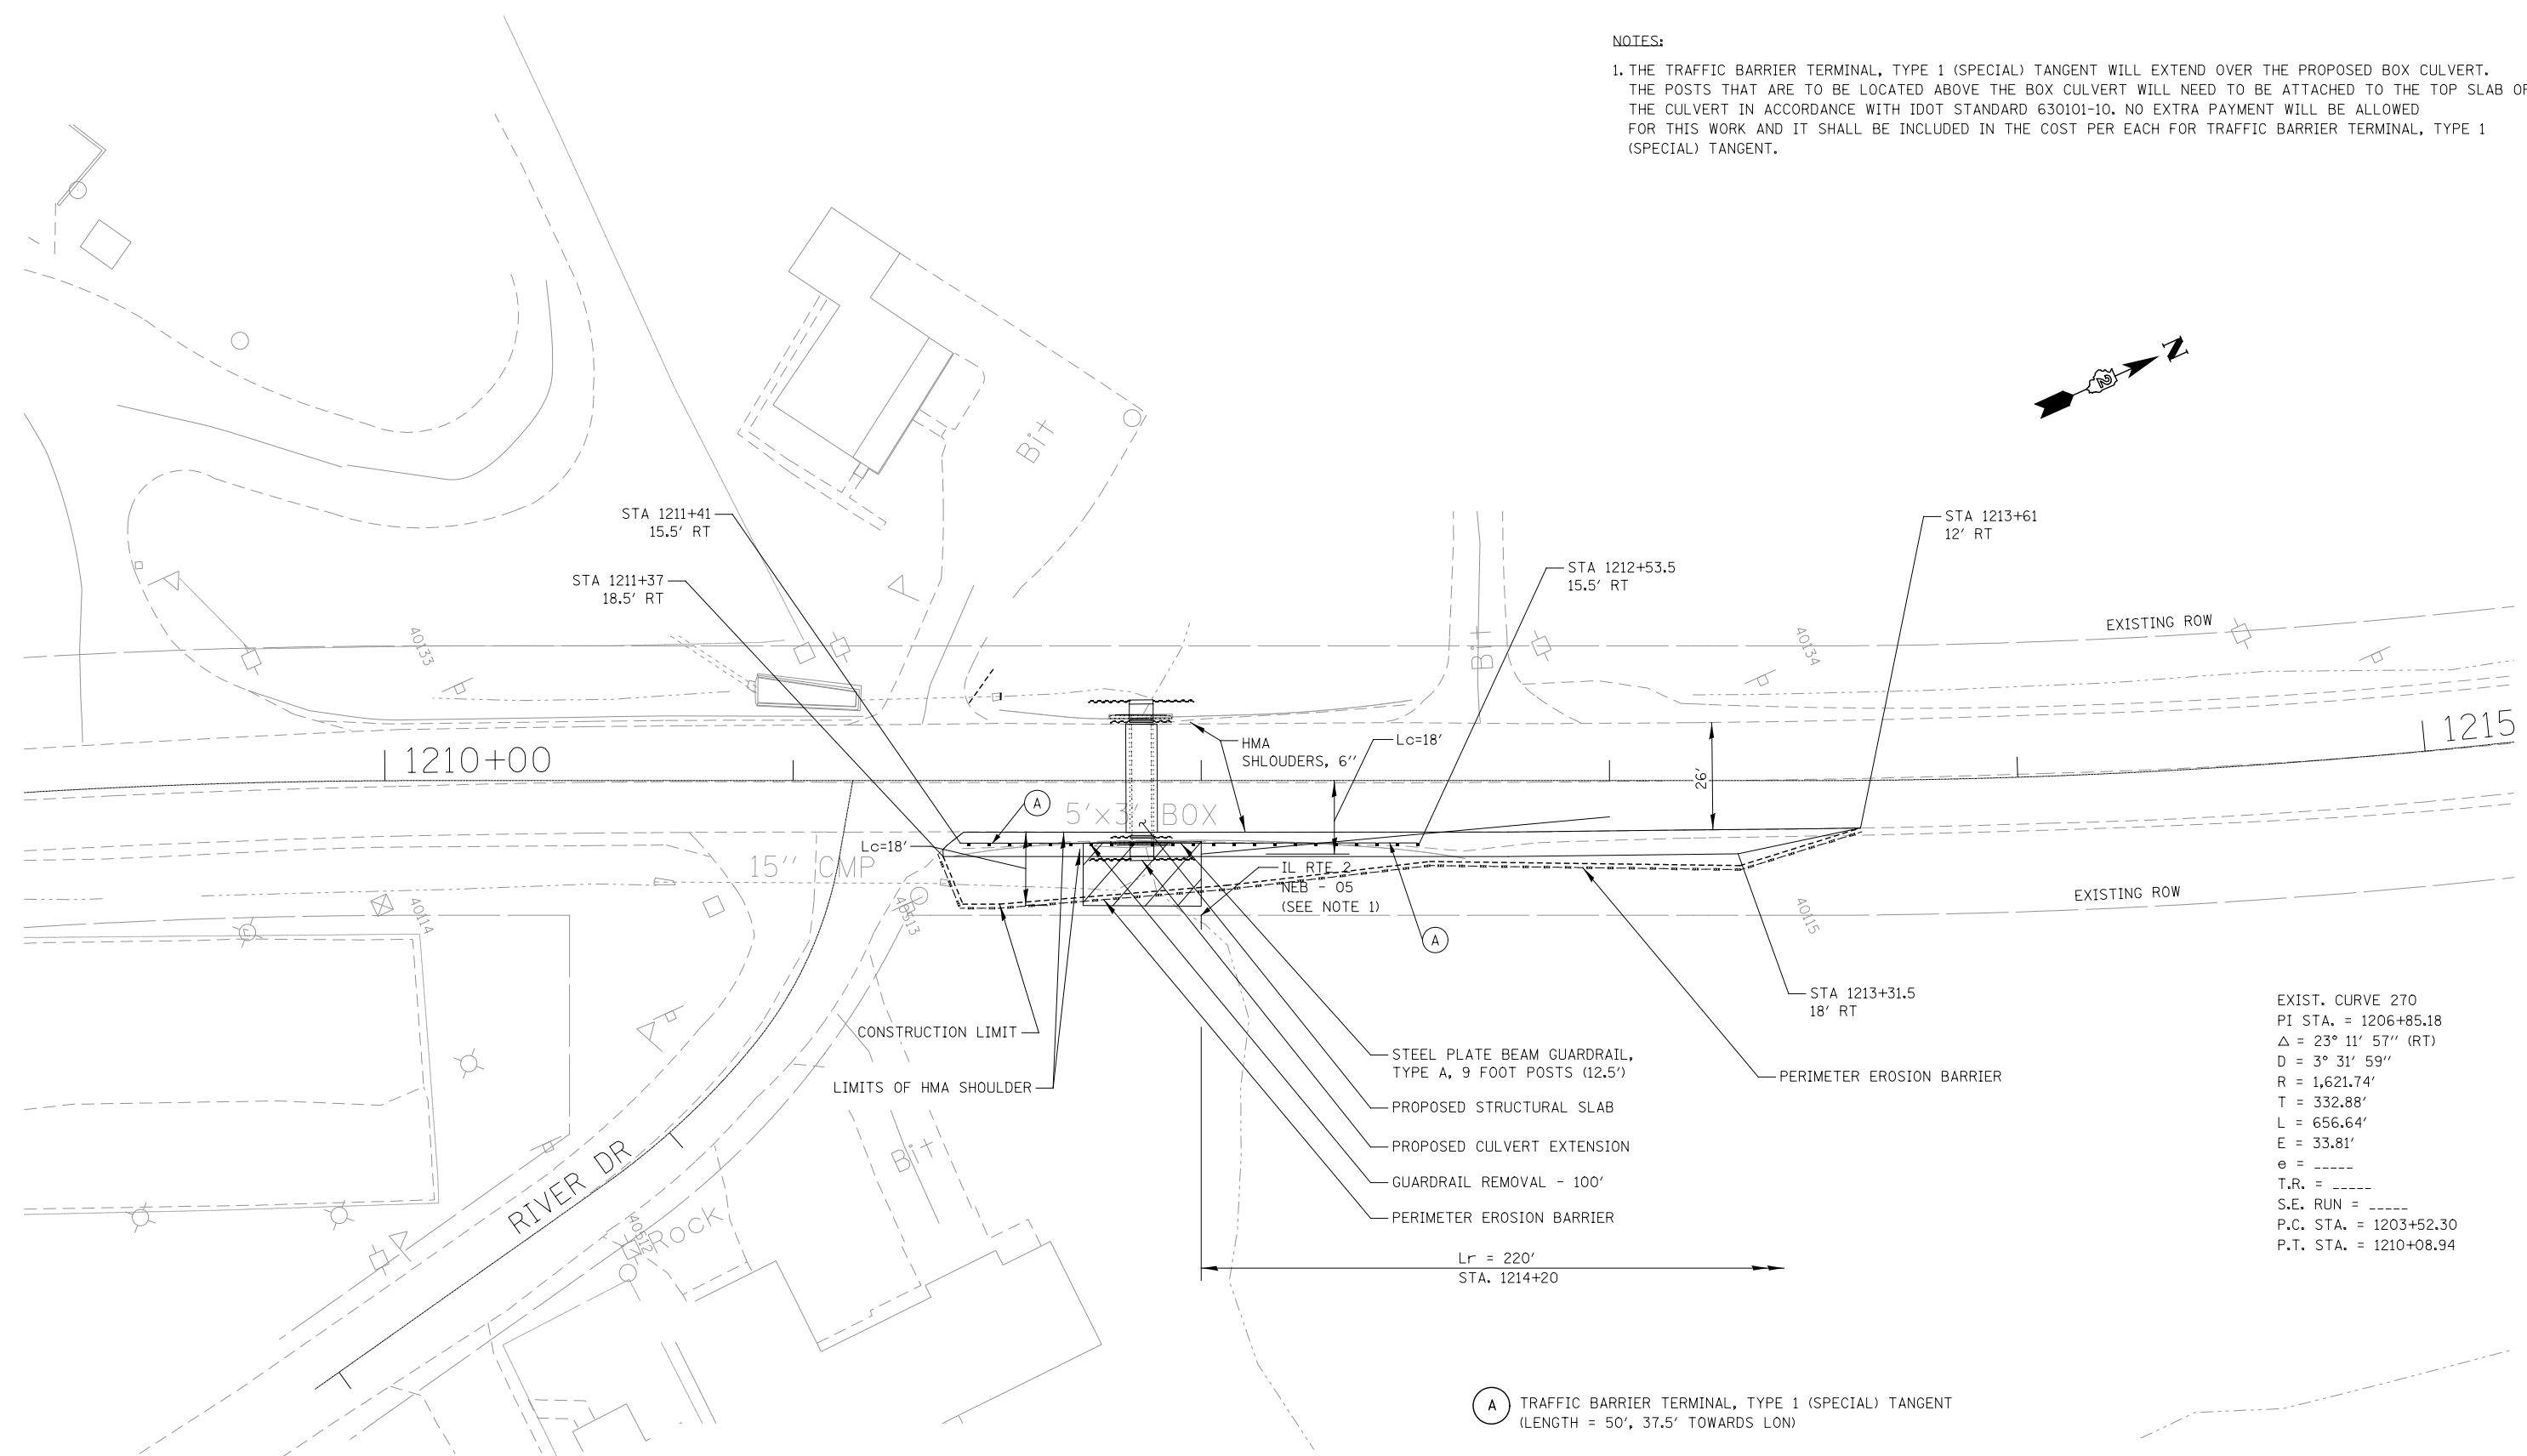 NOTES:
1. THE TRAFFIC BARRIER TERMINAL, TYPE 1 (SPECIAL) TANGENT WILL EXTEND OVER THE PROPOSED BOX CULVERT.
THE POSTS THAT ARE TO BE LOCATED ABOVE THE BOX CULVERT WILL NEED TO BE ATTACHED TO THE TOP SLAB OF
THE CULVERT IN ACCORDANCE WITH IDOT STANDARD 630101-10. NO EXTRA PAYMENT WILL BE ALLOWED
FOR THIS WORK AND IT SHALL BE INCLUDED IN THE COST PER EACH FOR TRAFFIC BARRIER TERMINAL, TYPE 1
(SPECIAL) TANGENT.
N
2
Bit
STA 1211+41
15.5' RT
STA 1213+61
12' RT
STA 1212+53.5
15.5' RT
STA 1211+37
18.5' RT
40133
Bit
40134
EXISTING ROW
1210+00
1215
HMA
SHLOUDERS, 6''
Lc=18'
26'
A
5'x3' BOX
Lc=18'
15'' CMP
IL RTE 2
NEB - 05
(SEE NOTE 1)
EXISTING ROW
40114
40513
40115
A
STA 1213+31.5
18' RT
CONSTRUCTION LIMIT
LIMITS OF HMA SHOULDER
STEEL PLATE BEAM GUARDRAIL,
TYPE A, 9 FOOT POSTS (12.5')
PERIMETER EROSION BARRIER
PROPOSED STRUCTURAL SLAB
PROPOSED CULVERT EXTENSION
GUARDRAIL REMOVAL - 100'
PERIMETER EROSION BARRIER
Bit
RIVER DR
Rock
40512
EXIST. CURVE 270
PI STA. = 1206+85.18
△ = 23° 11' 57'' (RT)
D = 3° 31' 59''
R = 1,621.74'
T = 332.88'
L = 656.64'
E = 33.81'
e = _____
T.R. = _____
S.E. RUN = _____
P.C. STA. = 1203+52.30
P.T. STA. = 1210+08.94
Lr = 220'
STA. 1214+20
A TRAFFIC BARRIER TERMINAL, TYPE 1 (SPECIAL) TANGENT
(LENGTH = 50', 37.5' TOWARDS LON)